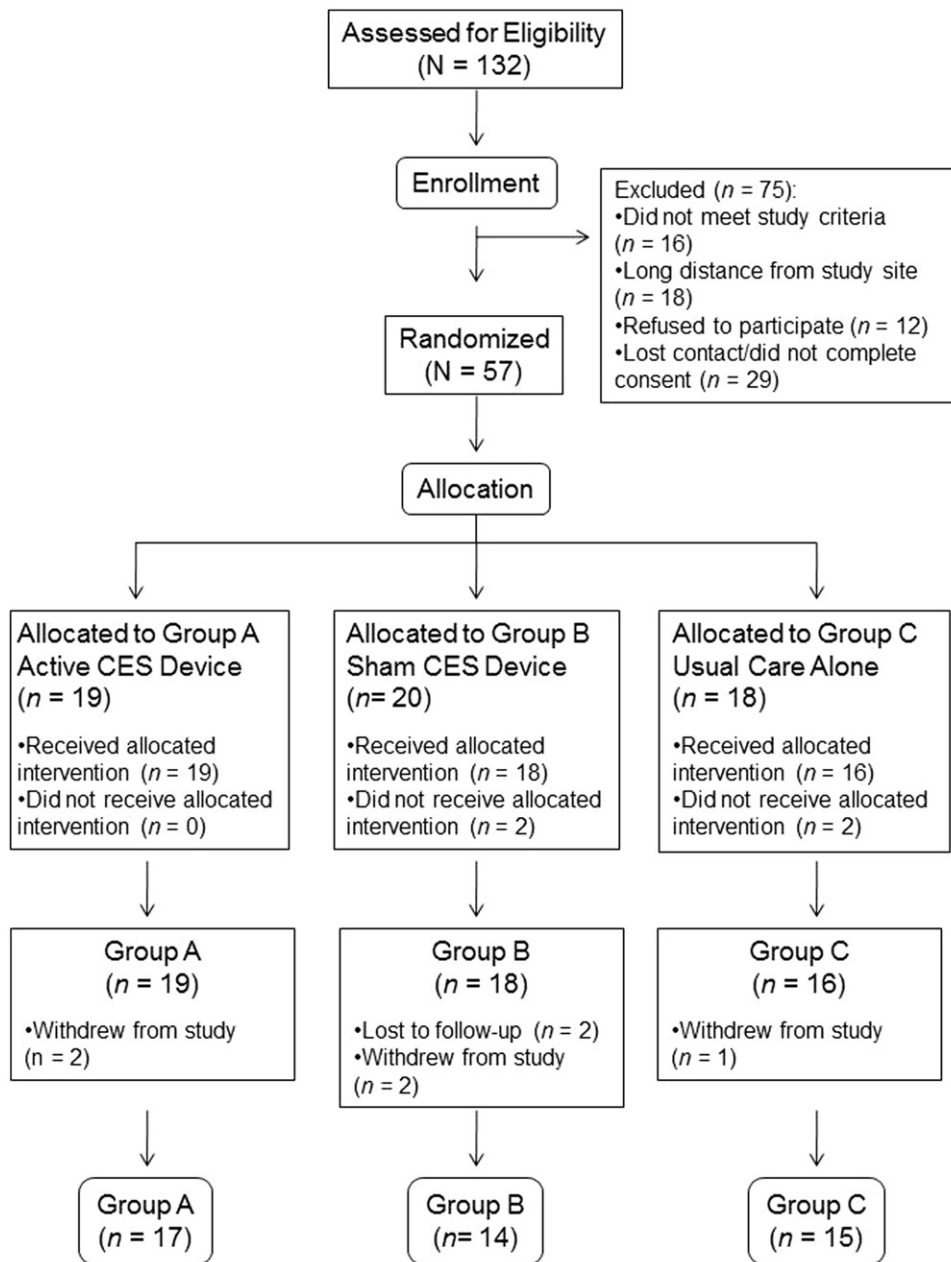 Assessed for Eligibility
(N = 132)
Enrollment
Excluded (n = 75):
•Did not meet study criteria
(n = 16)
•Long distance from study site
(n = 18)
•Refused to participate (n = 12)
•Lost contact/did not complete
consent (n = 29)
Randomized
(N = 57)
Allocation
Allocated to Group A
Active CES Device
(n = 19)
•Received allocated
intervention (n = 19)
•Did not receive allocated
intervention (n = 0)
Allocated to Group B
Sham CES Device
(n= 20)
•Received allocated
intervention (n = 18)
•Did not receive allocated
intervention (n = 2)
Allocated to Group C
Usual Care Alone
(n = 18)
•Received allocated
intervention (n = 16)
•Did not receive allocated
intervention (n = 2)
Group A
(n = 19)
•Withdrew from study
(n = 2)
Group B
(n = 18)
•Lost to follow-up (n = 2)
•Withdrew from study
(n = 2)
Group C
(n = 16)
•Withdrew from study
(n = 1)
Group A
(n = 17)
Group B
(n= 14)
Group C
(n = 15)